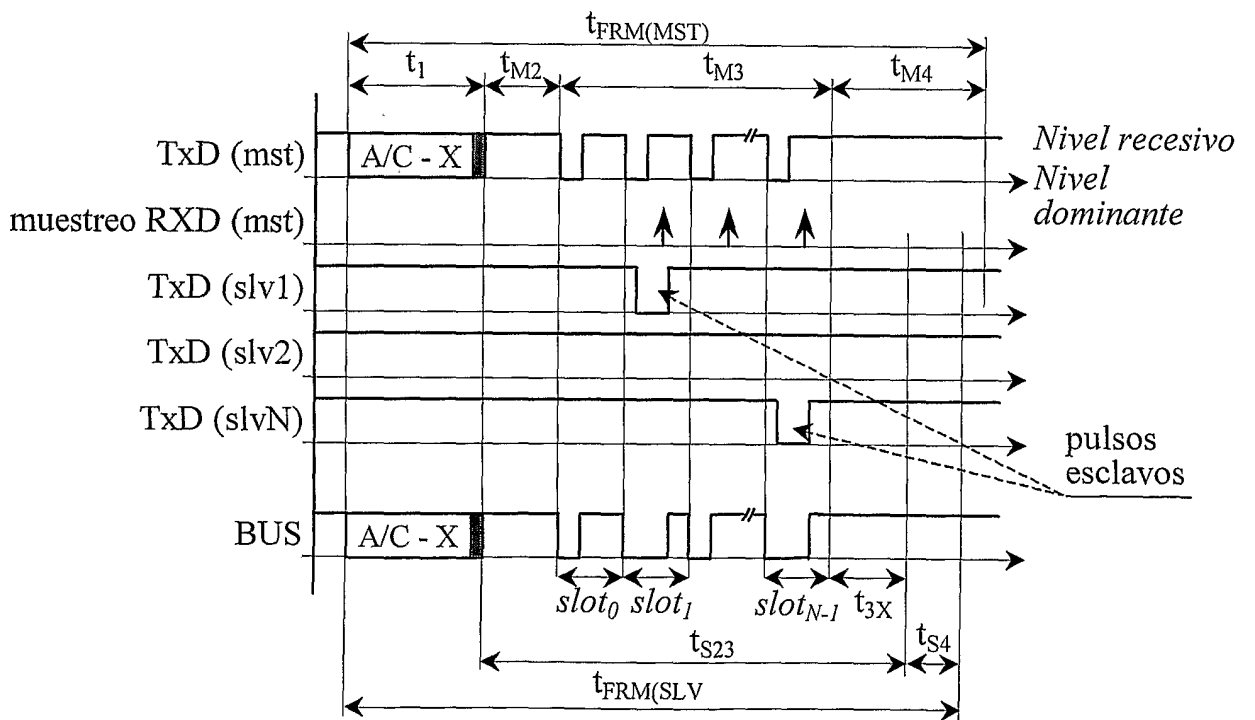 tFRM(MST)
t1 tM2 tM3 tM4
TxD (mst) A/C - X Nivel recesivo
Nivel
dominante
muestreo RXD (mst)
TxD (slv1)
TxD (slv2)
TxD (slvN)
pulsos
esclavos
BUS A/C - X
slot0 slot1 slotN-1 t3X
tS23 tS4
tFRM(SLV